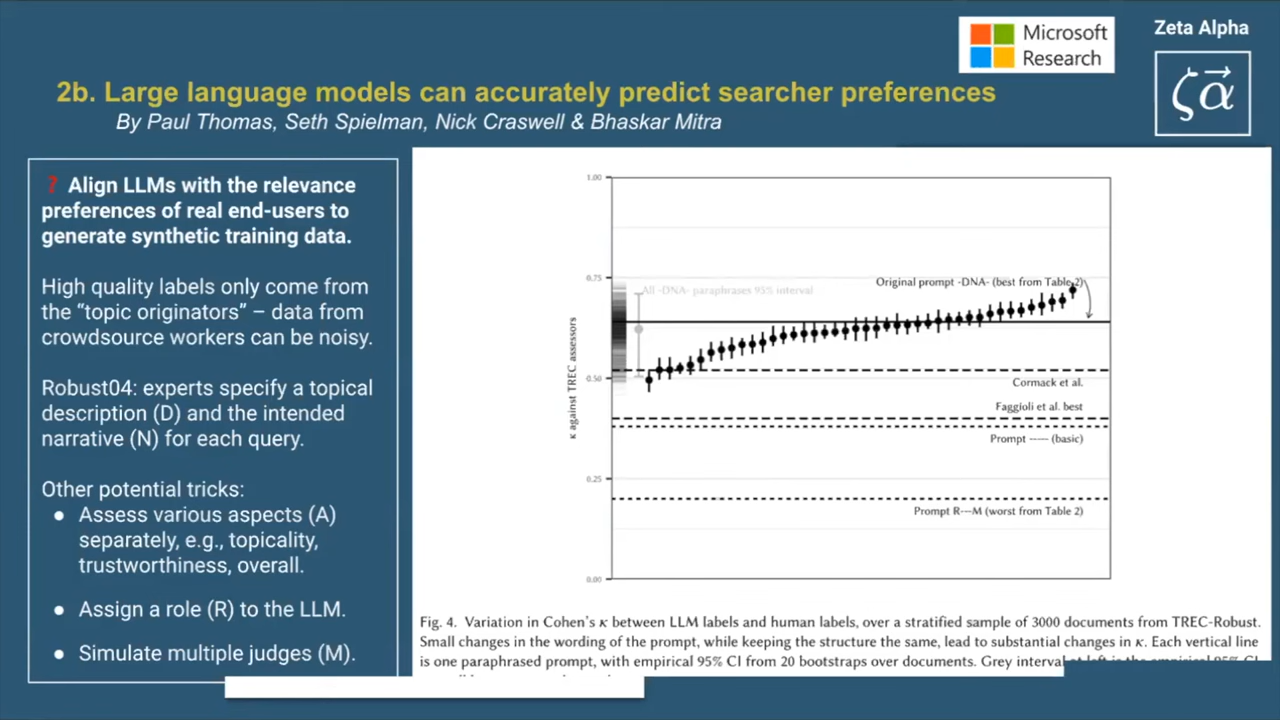 Microsoft
Research
Zeta Alpha
ζα
2b. Large language models can accurately predict searcher preferences
By Paul Thomas, Seth Spielman, Nick Craswell & Bhaskar Mitra
? Align LLMs with the relevance
preferences of real end-users to
generate synthetic training data.
High quality labels only come from
the “topic originators” – data from
crowdsource workers can be noisy.
Robust04: experts specify a topical
description (D) and the intended
narrative (N) for each query.
Other potential tricks:
● Assess various aspects (A)
separately, e.g., topicality,
trustworthiness, overall.
● Assign a role (R) to the LLM.
● Simulate multiple judges (M).
1.00
0.75
0.50
0.25
0.00
κ against TREC assessors
All -DNA- paraphrases 95% interval
Original prompt -DNA- (best from Table 2)
Cormack et al.
Faggioli et al. best
Prompt ----- (basic)
Prompt R---M (worst from Table 2)
Fig. 4. Variation in Cohen's κ between LLM labels and human labels, over a stratified sample of 3000 documents from TREC-Robust.
Small changes in the wording of the prompt, while keeping the structure the same, lead to substantial changes in κ. Each vertical line
is one paraphrased prompt, with empirical 95% CI from 20 bootstraps over documents. Grey interval at left is the empirical 95% CI